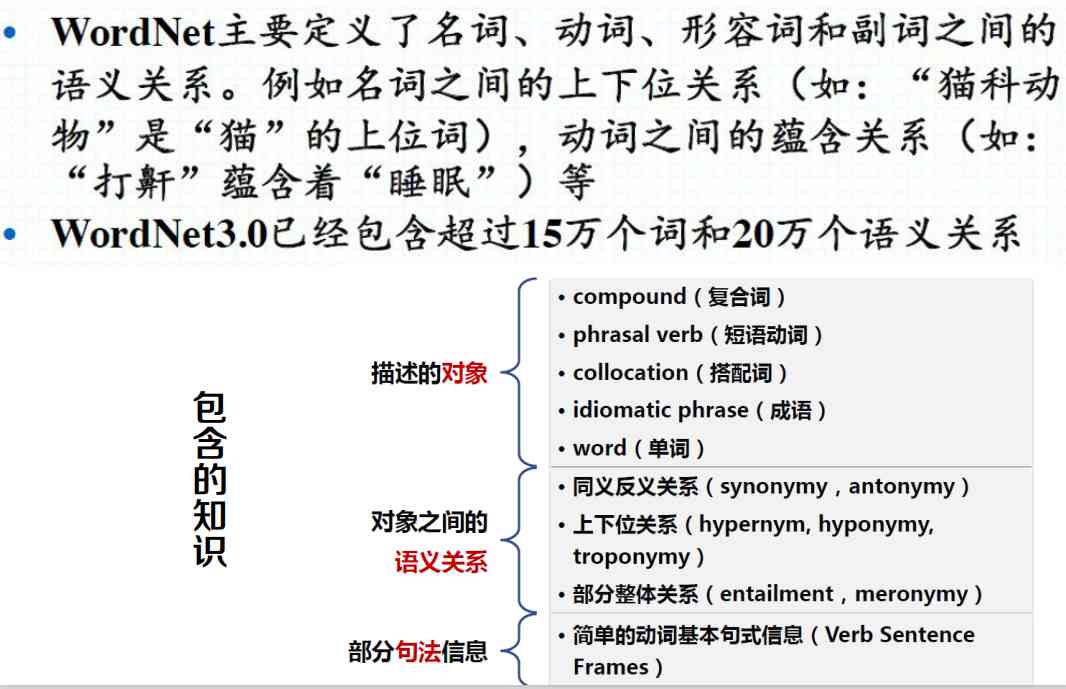 • WordNet主要定义了名词、动词、形容词和副词之间的
语义关系。例如名词之间的上下位关系（如：“猫科动
物”是“猫”的上位词），动词之间的蕴含关系（如：
“打鼾”蕴含着“睡眠”）等
• WordNet3.0已经包含超过15万个词和20万个语义关系
包含的知识
描述的对象
• compound（复合词）
• phrasal verb（短语动词）
• collocation（搭配词）
• idiomatic phrase（成语）
• word（单词）
对象之间的
语义关系
• 同义反义关系（synonymy，antonymy）
• 上下位关系（hypernym, hyponymy,
troponymy）
• 部分整体关系（entailment，meronymy）
部分句法信息
• 简单的动词基本句式信息（Verb Sentence
Frames）